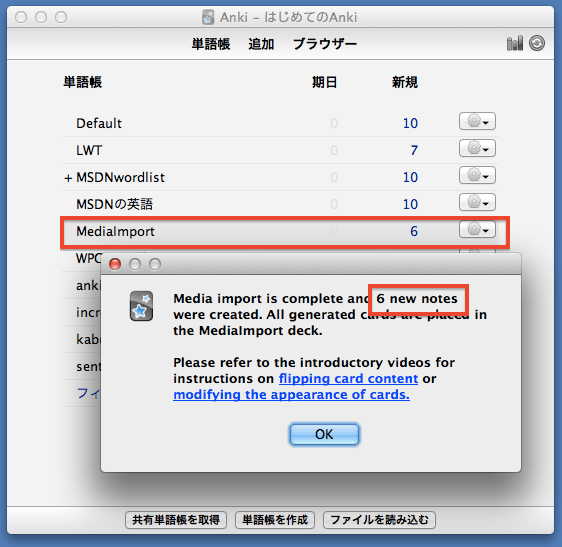 Anki – はじめてのAnki
単語帳 追加 ブラウザー
単語帳 期日 新規
Default 0 10
LWT 0 7
+ MSDNwordlist 0 10
MSDNの英語 0 10
MediaImport 0 6
WPC
anki
incr
kab
sent
フィ
Media import is complete and 6 new notes
were created. All generated cards are placed in
the MediaImport deck.
Please refer to the introductory videos for
instructions on flipping card content or
modifying the appearance of cards.
OK
共有単語帳を取得 単語帳を作成 ファイルを読み込む